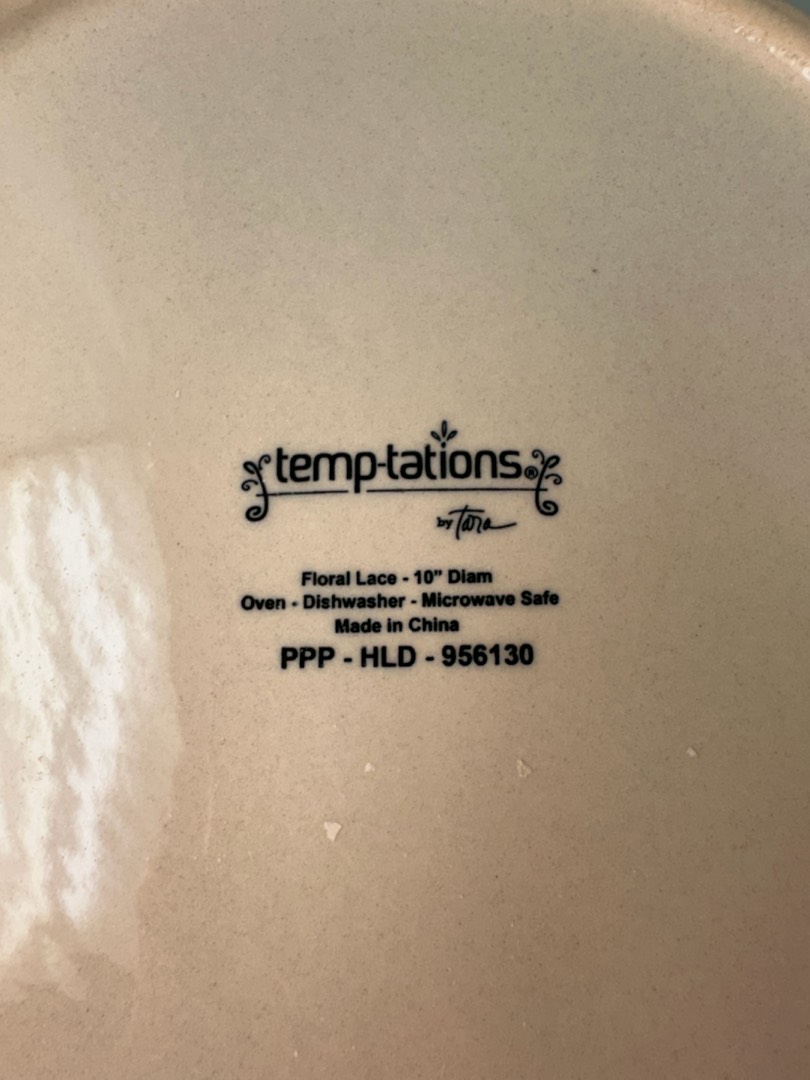 temp-tations®
by Tara
Floral Lace - 10" Diam
Oven - Dishwasher - Microwave Safe
Made in China
PPP - HLD - 956130